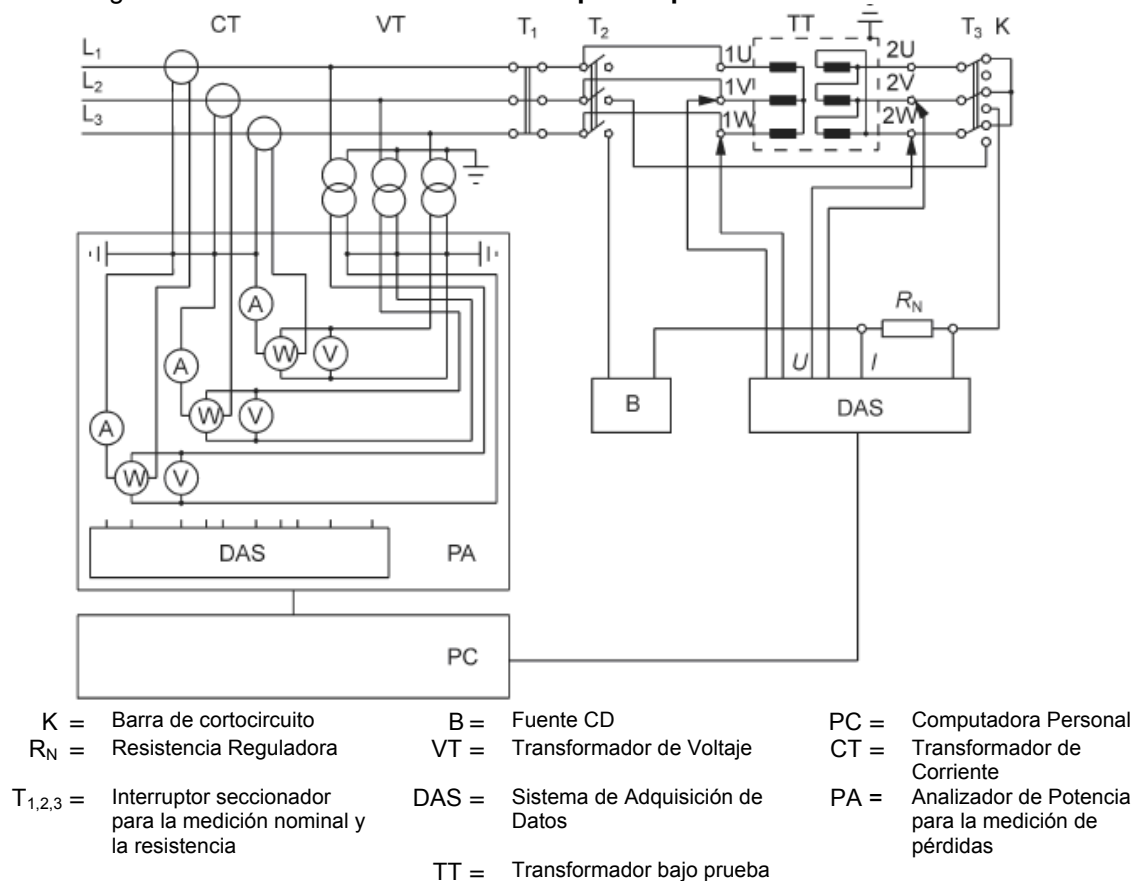 CT VT T1 T2 TT T3 K
L1
L2
L3
1U
1V
1W
2U
2V
2W
A
W
V
A
W
V
A
W
V
RN
U I
B
DAS
DAS PA
PC
K = Barra de cortocircuito
B = Fuente CD
PC = Computadora Personal
RN = Resistencia Reguladora
VT = Transformador de Voltaje
CT = Transformador de
Corriente
T1,2,3 = Interruptor seccionador
para la medición nominal y
la resistencia
DAS = Sistema de Adquisición de
Datos
PA = Analizador de Potencia
para la medición de
pérdidas
TT = Transformador bajo prueba